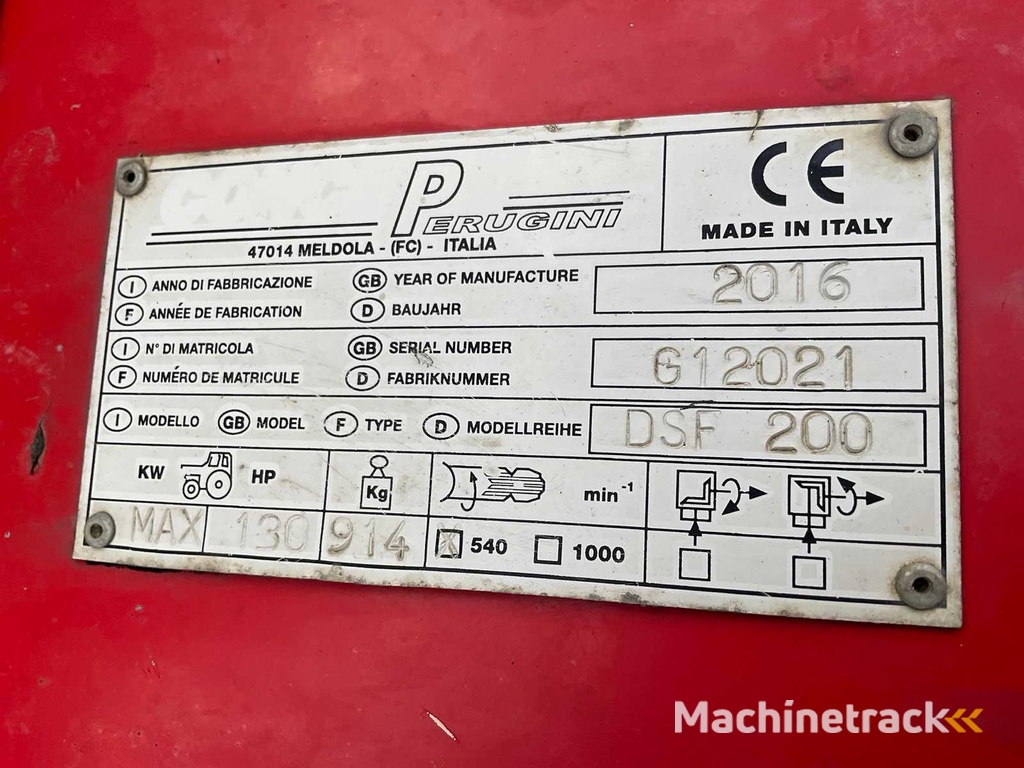 PERUGINI
47014 MELDOLA - (FC) - ITALIA
CE
MADE IN ITALY
I ANNO DI FABBRICAZIONE GB YEAR OF MANUFACTURE 2016
F ANNÉE DE FABRICATION D BAUJAHR
I N° DI MATRICOLA GB SERIAL NUMBER G12021
F NUMÉRO DE MATRICULE D FABRIKNUMMER
I MODELLO GB MODEL F TYPE D MODELLREIHE DSF 200
KW HP Kg min-1
MAX 130 914 X 540 1000
Machinetrack